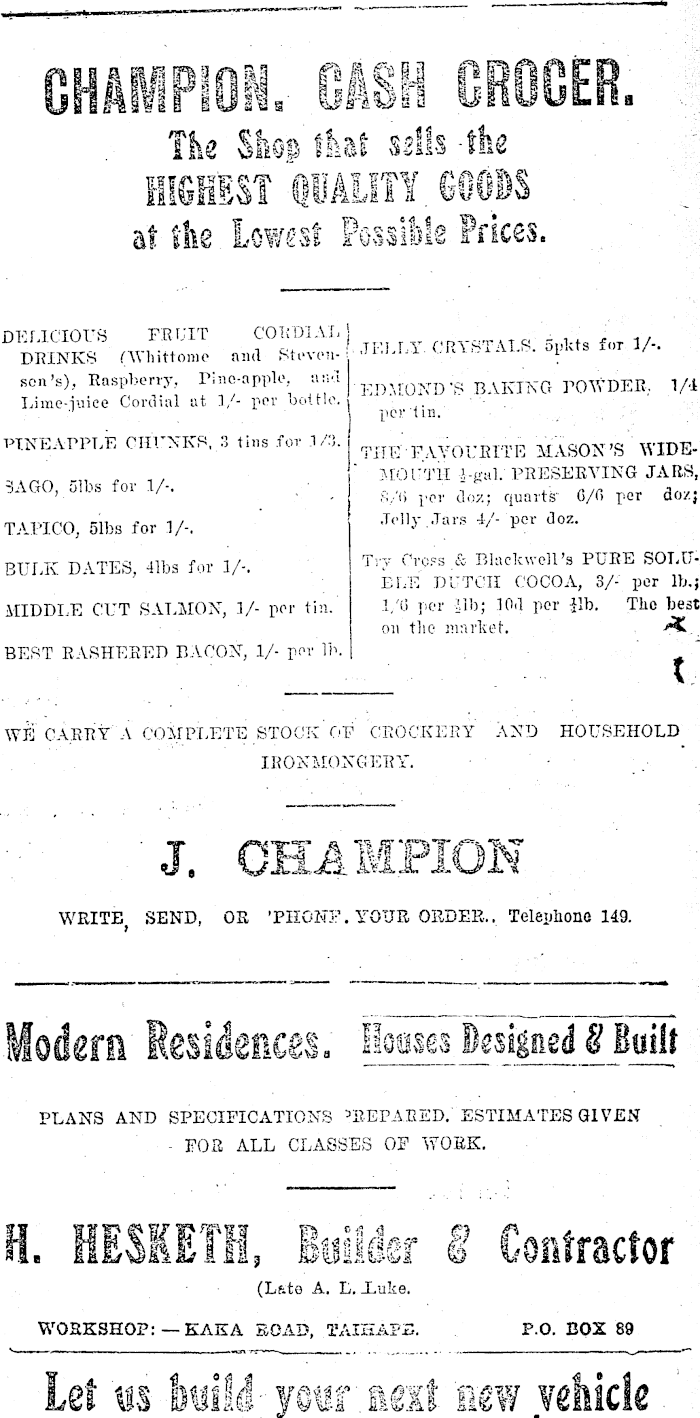 CHAMPION. CASH GROCER.
The Shop that sells the
HIGHEST QUALITY GOODS
at the Lowest Possible Prices.
DELICIOUS FRUIT CORDIAL
DRINKS (Whittome and Steven-
son's), Raspberry, Pine-apple, and
Lime-juice Cordial at 1/- per bottle.
PINEAPPLE CHUNKS, 3 tins for 1/3.
SAGO, 5lbs for 1/-.
TAPICO, 5lbs for 1/-.
BULK DATES, 4lbs for 1/-.
MIDDLE CUT SALMON, 1/- per tin.
BEST RASHERED BACON, 1/- per lb.
JELLY CRYSTALS. 5pkts for 1/-.
EDMOND'S BAKING POWDER, 1/4
per tin.
THE FAVOURITE MASON'S WIDE-
MOUTH ½-gal. PRESERVING JARS,
8/6 per doz; quarts 6/6 per doz;
Jelly Jars 4/- per doz.
Try Cross & Blackwell's PURE SOLU-
BLE DUTCH COCOA, 3/- per lb.;
1/6 per ½lb; 10d per ¼lb. The best
on the market.
WE CARRY A COMPLETE STOCK OF CROCKERY AND HOUSEHOLD
IRONMONGERY.
J. CHAMPION
WRITE, SEND, OR 'PHONE. YOUR ORDER.. Telephone 149.
Modern Residences. Houses Designed & Built
PLANS AND SPECIFICATIONS PREPARED. ESTIMATES GIVEN
FOR ALL CLASSES OF WORK.
H. HESKETH, Builder & Contractor
(Late A. L. Luke.
WORKSHOP: — KAKA ROAD, TAIHAPE. P.O. BOX 89
Let us build your next new vehicle